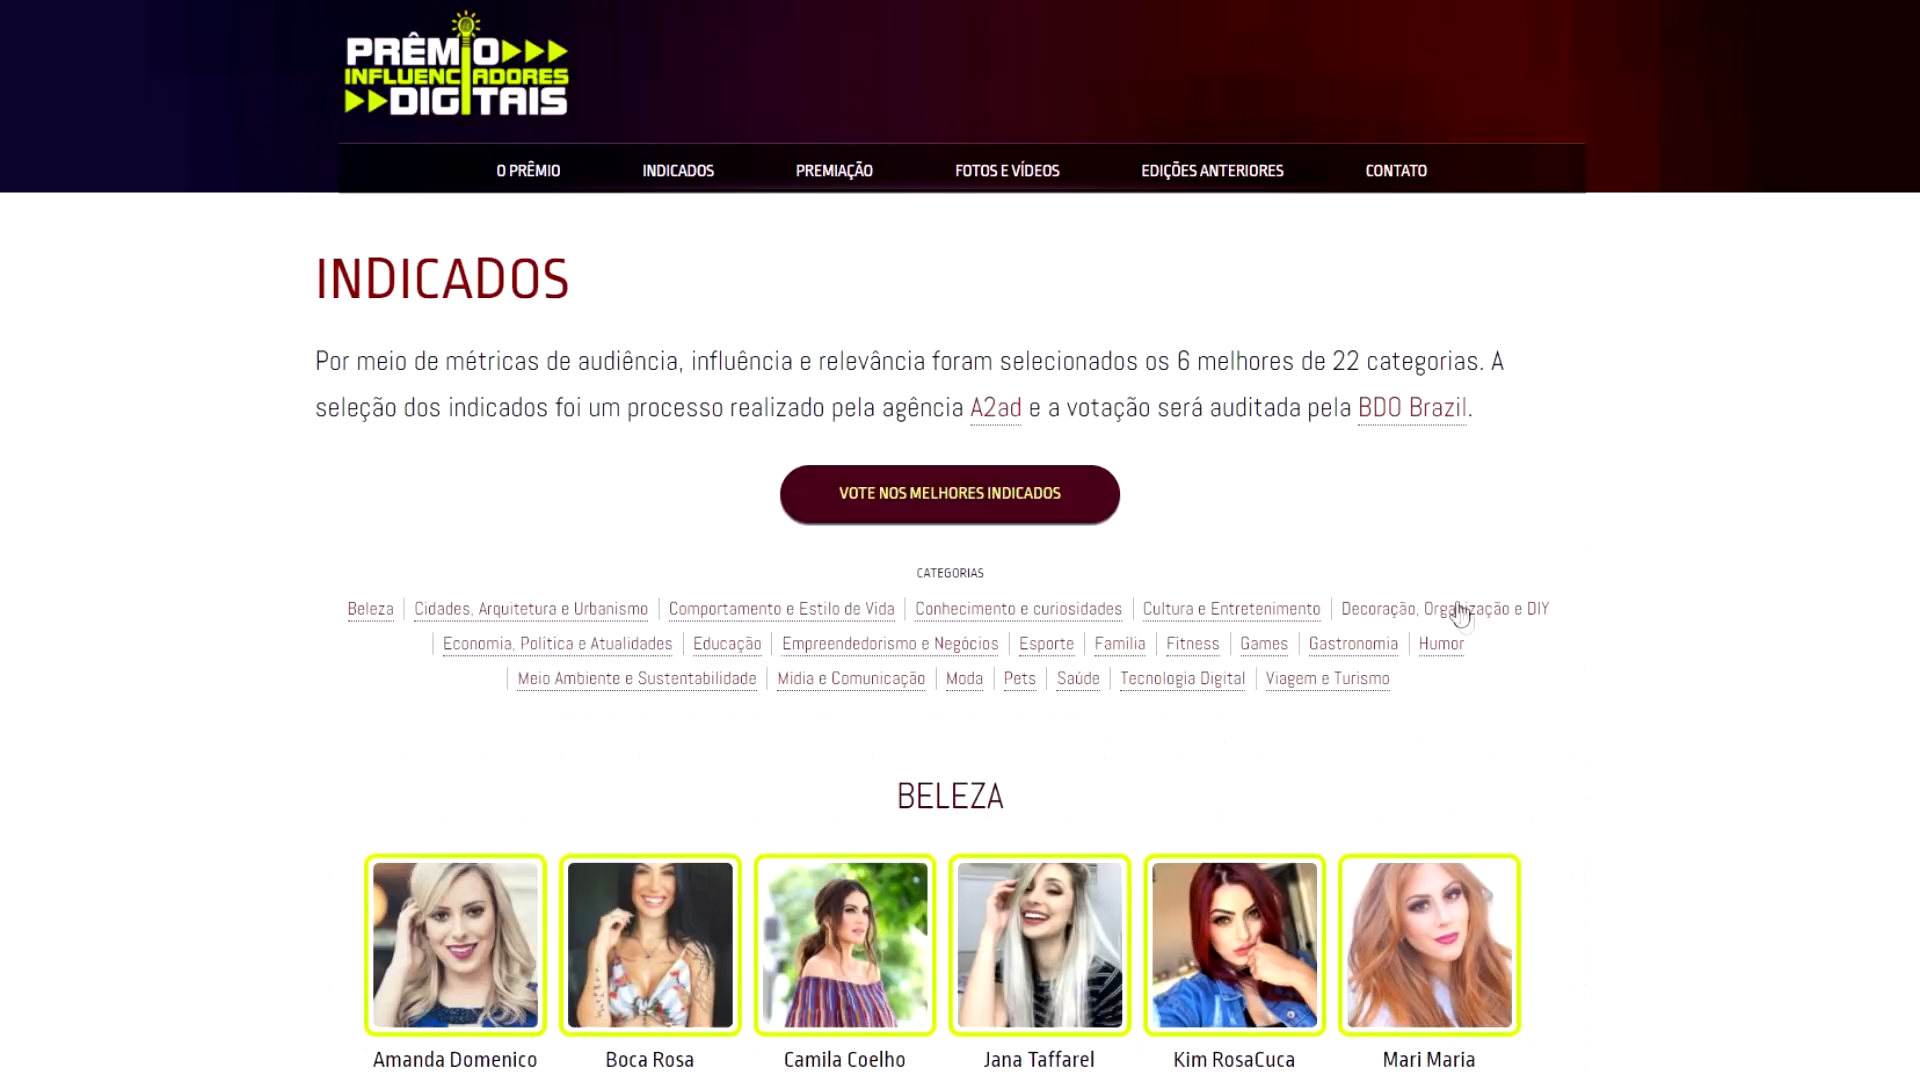 PRÊMIO
INFLUENCIADORES
DIGITAIS
O PRÊMIO INDICADOS PREMIAÇÃO FOTOS E VÍDEOS EDIÇÕES ANTERIORES CONTATO
INDICADOS
Por meio de métricas de audiência, influência e relevância foram selecionados os 6 melhores de 22 categorias. A
seleção dos indicados foi um processo realizado pela agência A2ad e a votação será auditada pela BDO Brazil.
VOTE NOS MELHORES INDICADOS
CATEGORIAS
Beleza | Cidades, Arquitetura e Urbanismo | Comportamento e Estilo de Vida | Conhecimento e curiosidades | Cultura e Entretenimento | Decoração, Organização e DIY
| Economia, Política e Atualidades | Educação | Empreendedorismo e Negócios | Esporte | Família | Fitness | Games | Gastronomia | Humor
| Meio Ambiente e Sustentabilidade | Mídia e Comunicação | Moda | Pets | Saúde | Tecnologia Digital | Viagem e Turismo
BELEZA
Amanda Domenico Boca Rosa Camila Coelho Jana Taffarel Kim RosaCuca Mari Maria